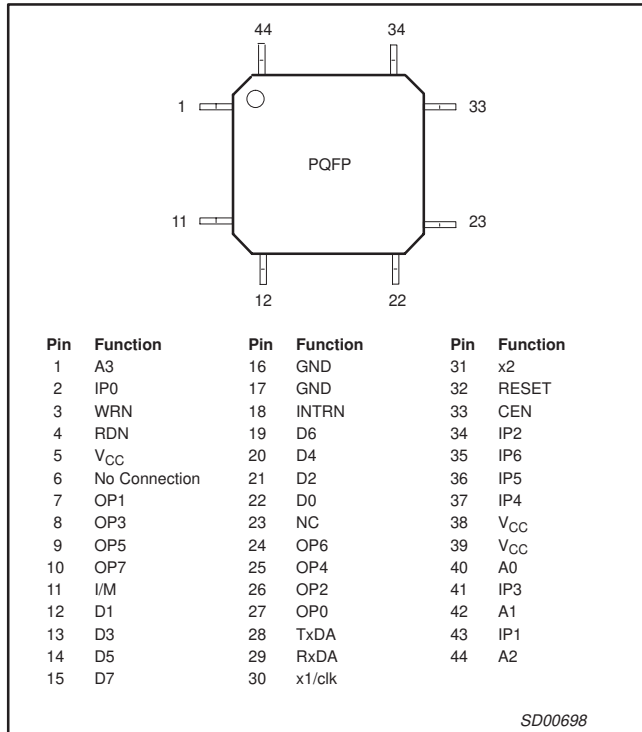 44 34
1 33
PQFP
11 23
12 22
Pin Function Pin Function Pin Function
1 A3 16 GND 31 x2
2 IP0 17 GND 32 RESET
3 WRN 18 INTRN 33 CEN
4 RDN 19 D6 34 IP2
5 VCC 20 D4 35 IP6
6 No Connection 21 D2 36 IP5
7 OP1 22 D0 37 IP4
8 OP3 23 NC 38 VCC
9 OP5 24 OP6 39 VCC
10 OP7 25 OP4 40 A0
11 I/M 26 OP2 41 IP3
12 D1 27 OP0 42 A1
13 D3 28 TxDA 43 IP1
14 D5 29 RxDA 44 A2
15 D7 30 x1/clk
SD00698